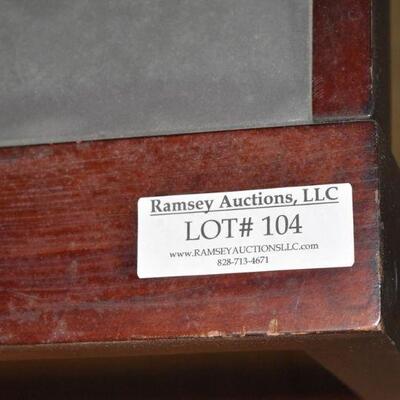 Ramsey Auctions, LLC
LOT# 104
www.RAMSEYAUCTIONSLLC.com
828-713-4671